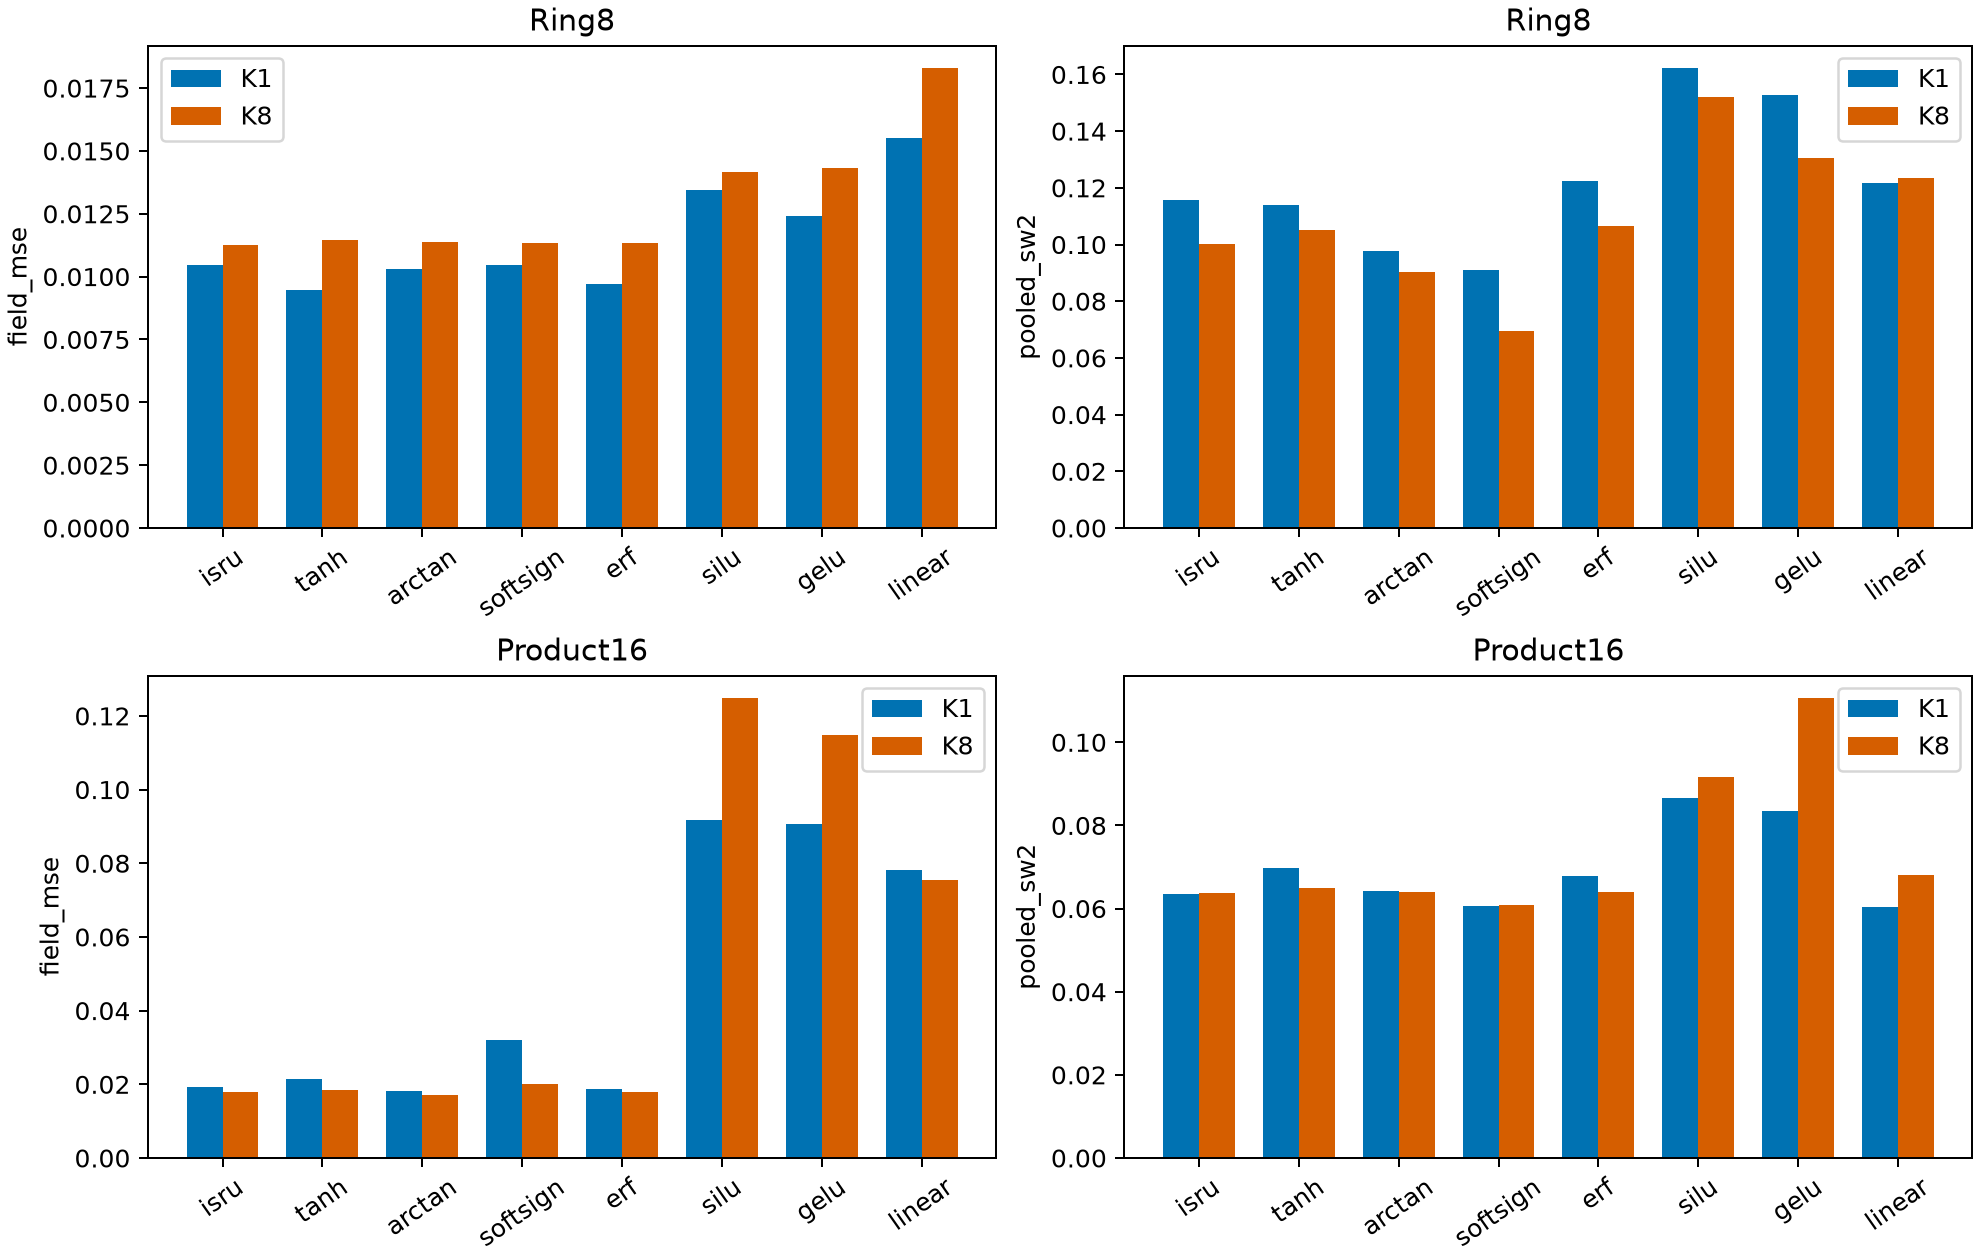 Ring8
field_mse
0.0175
0.0150
0.0125
0.0100
0.0075
0.0050
0.0025
0.0000
K1
K8
isru
tanh
arctan
softsign
erf
silu
gelu
linear
Ring8
pooled_sw2
0.16
0.14
0.12
0.10
0.08
0.06
0.04
0.02
0.00
K1
K8
isru
tanh
arctan
softsign
erf
silu
gelu
linear
Product16
field_mse
0.12
0.10
0.08
0.06
0.04
0.02
0.00
K1
K8
isru
tanh
arctan
softsign
erf
silu
gelu
linear
Product16
pooled_sw2
0.10
0.08
0.06
0.04
0.02
0.00
K1
K8
isru
tanh
arctan
softsign
erf
silu
gelu
linear